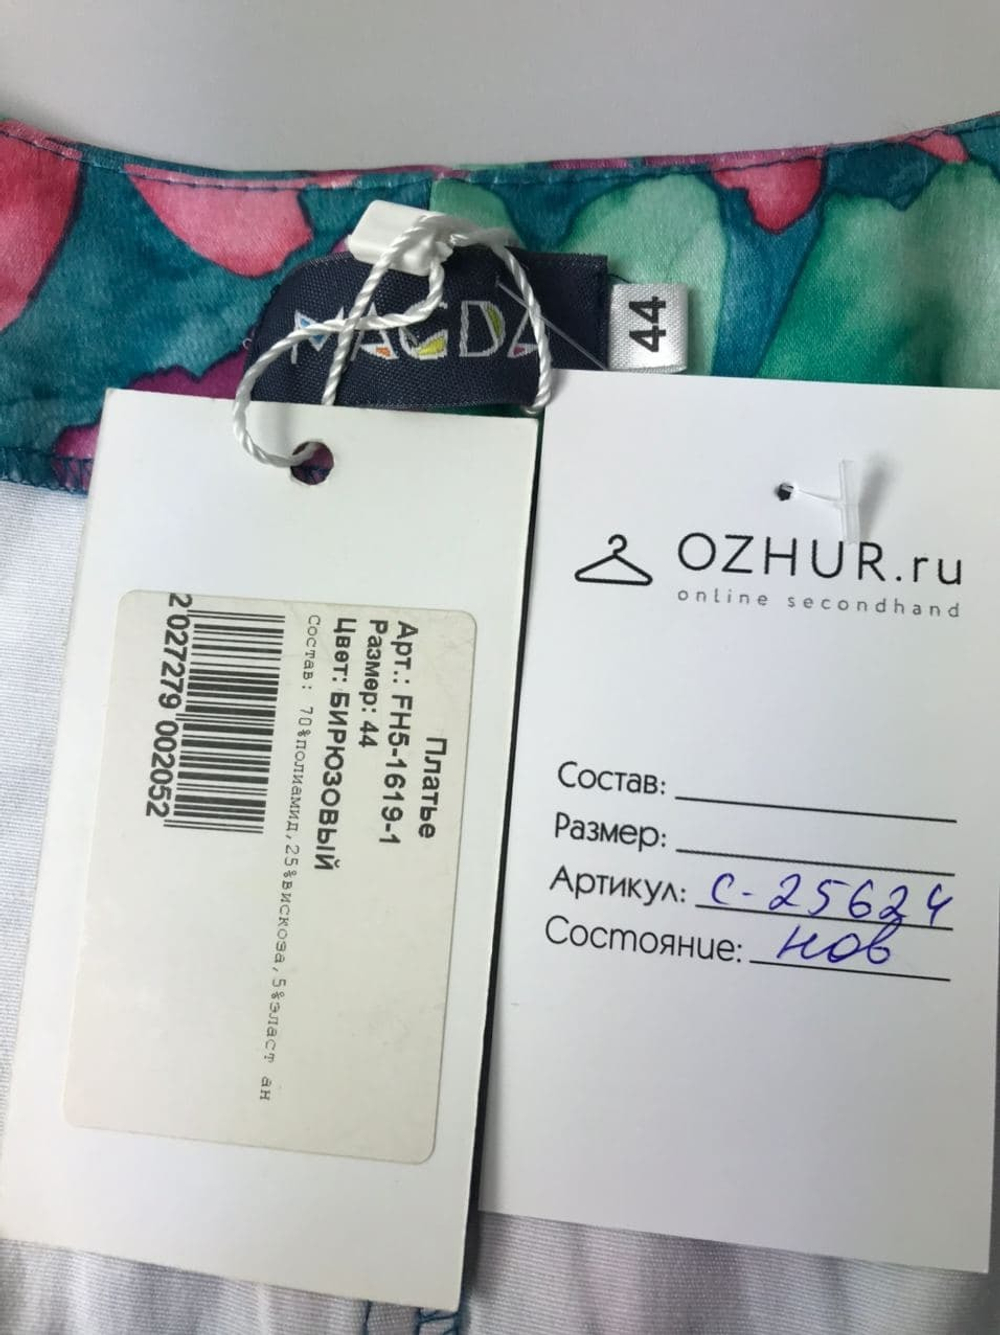 MAGDA
44
Платье
Арт.: FH5-1619-1
Размер: 44
Цвет: БИРЮЗОВЫЙ
Состав: 70%полиамид,25%вискоза,5%эласт ан
2 027279 002052
OZHUR.ru
online secondhand
Состав:
Размер:
Артикул: С-25624
Состояние: нов